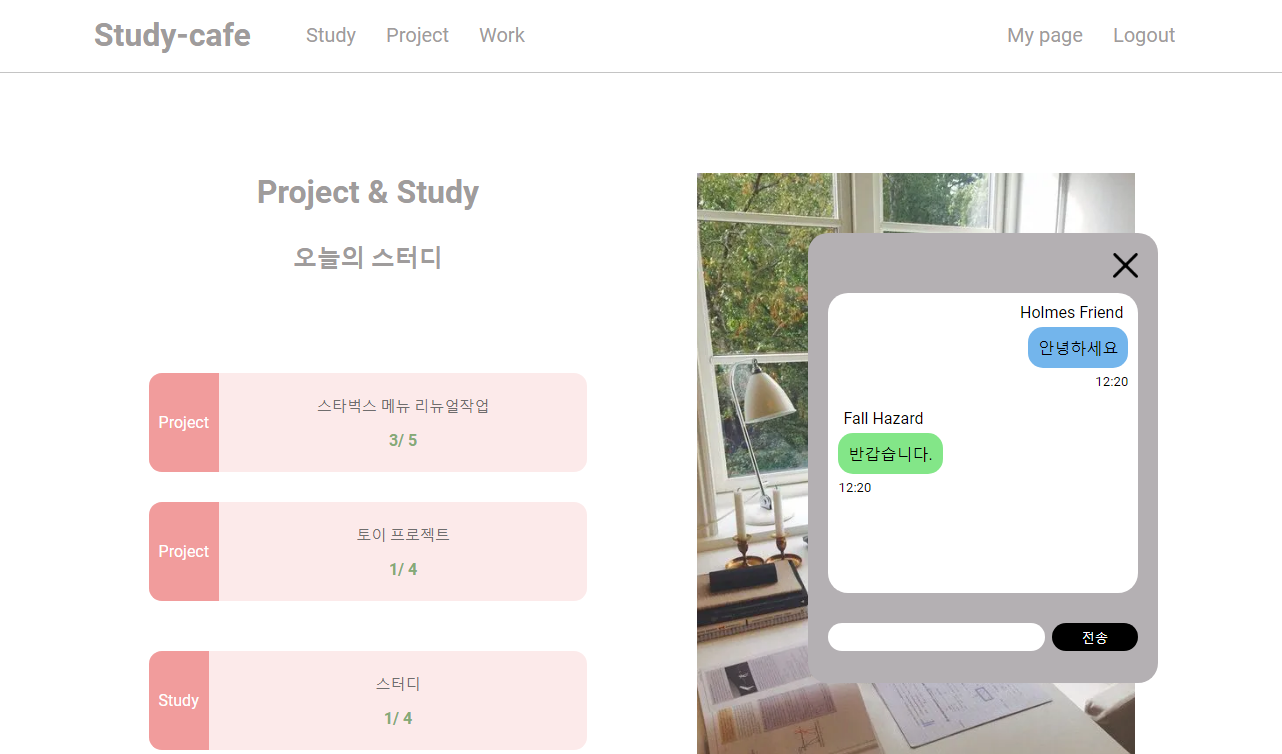 Study-cafe Study Project Work My page Logout
Project & Study
오늘의 스터디
Project
스타벅스 메뉴 리뉴얼작업
3/ 5
Project
토이 프로젝트
1/ 4
Study
스터디
1/ 4
Holmes Friend
안녕하세요
12:20
Fall Hazard
반갑습니다.
12:20
전송